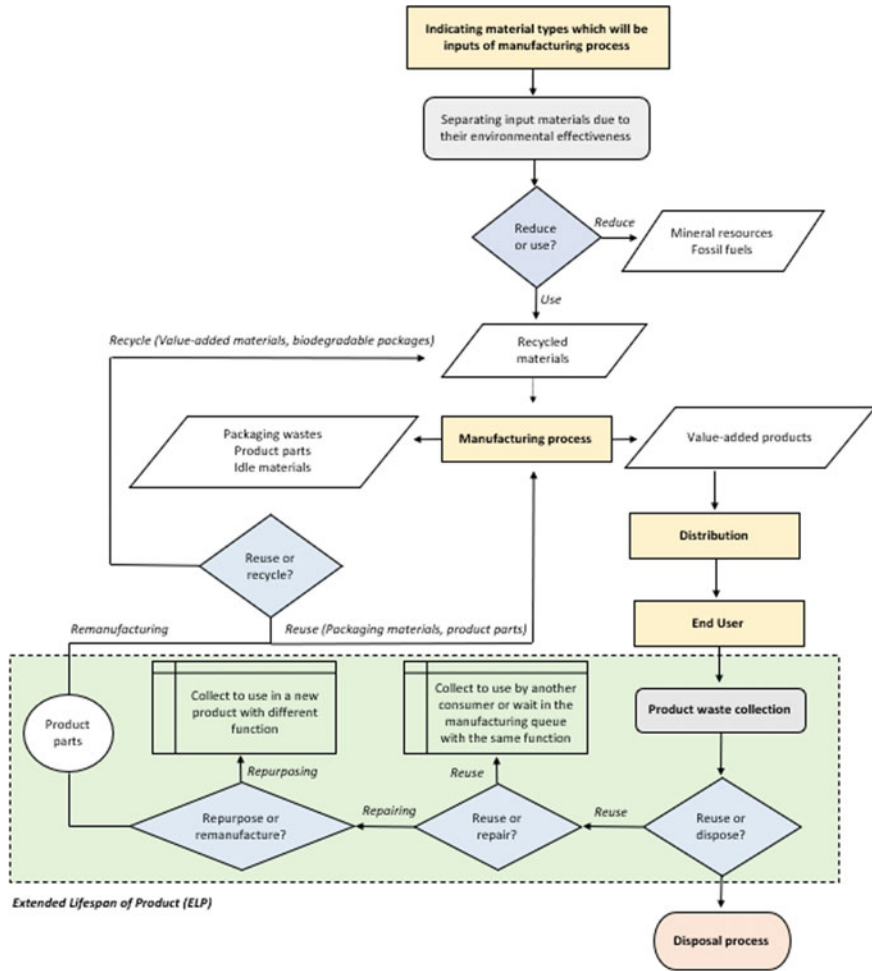 Indicating material types which will be
inputs of manufacturing process
Separating input materials due to
their environmental effectiveness
Reduce
or use?
Reduce
Mineral resources
Fossil fuels
Use
Recycle (Value-added materials, biodegradable packages)
Recycled
materials
Packaging wastes
Product parts
Idle materials
Manufacturing process
Value-added products
Distribution
Reuse or
recycle?
End User
Remanufacturing
Reuse (Packaging materials, product parts)
Product
parts
Collect to use in a new
product with different
function
Collect to use by another
consumer or wait in the
manufacturing queue
with the same function
Product waste collection
Repurposing
Reuse
Repurpose or
remanufacture?
Repairing
Reuse or
repair?
Reuse
Reuse or
dispose?
Extended Lifespan of Product (ELP)
Disposal process